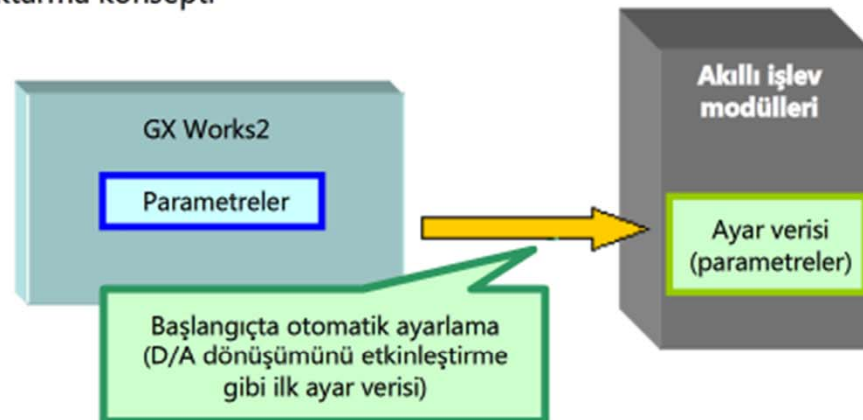 Akıllı işlev
modülleri
GX Works2
Parametreler
Ayar verisi
(parametreler)
Başlangıçta otomatik ayarlama
(D/A dönüşümünü etkinleştirme
gibi ilk ayar verisi)